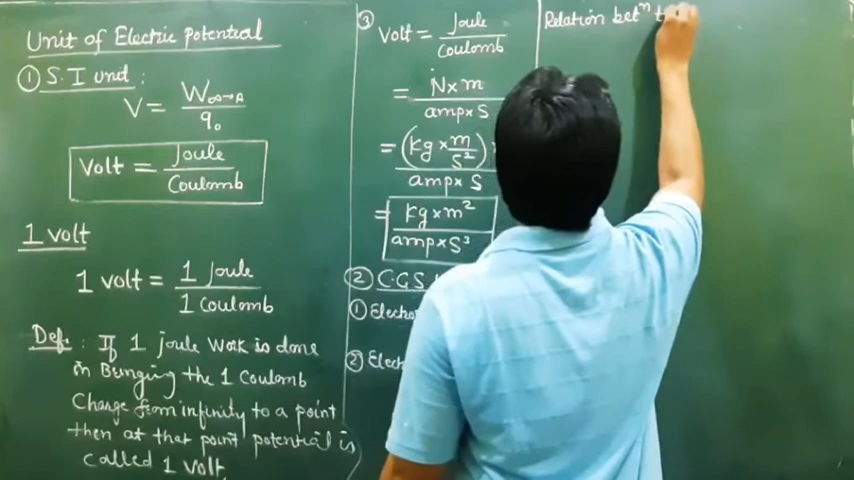 Unit of Electric potential
① S.I unit :
V = W∞→A / q₀
Volt = Joule / Coulomb
1 volt
1 volt = 1 Joule / 1 Coulomb
Def. : If 1 joule work is done
in Bringing the 1 Coulomb
Charge from infinity to a point
then at that point potential is
called 1 volt.
③ Volt = Joule / Coulomb
= N × m / amp × S
= (Kg × m/S²) / amp × S
= Kg × m² / amp × S³
② C.G.S.
①
②
Relation betⁿ